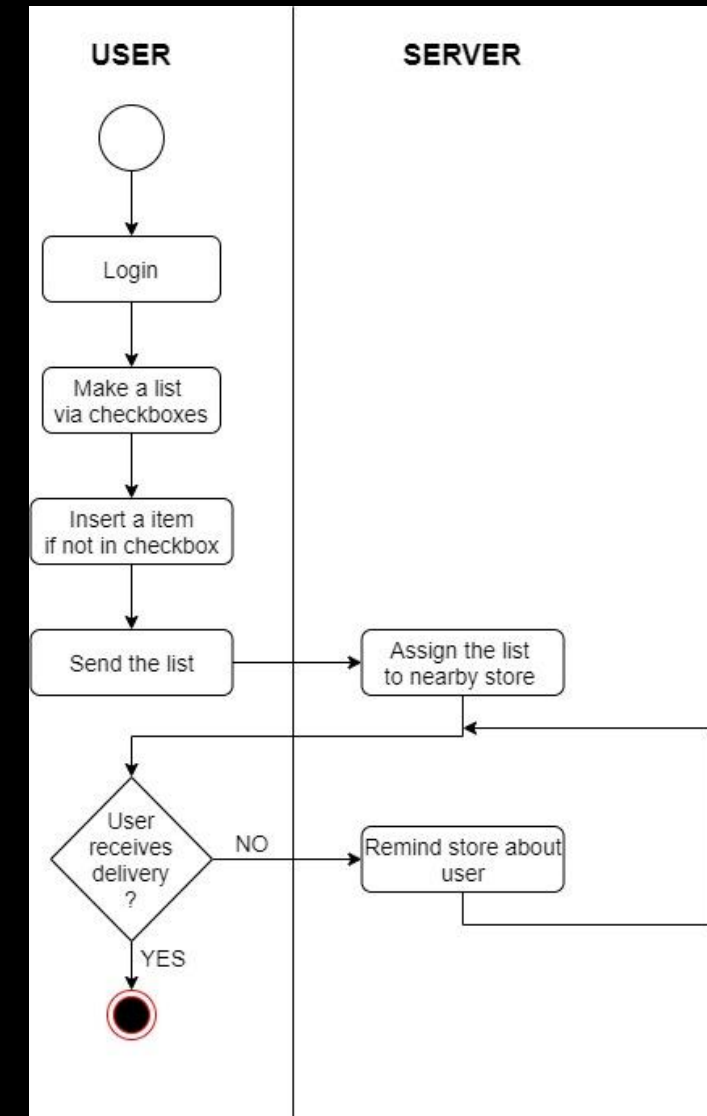 USER
SERVER
Login
Make a list
via checkboxes
Insert a item
if not in checkbox
Send the list
Assign the list
to nearby store
User
receives
delivery
?
NO
Remind store about
user
YES